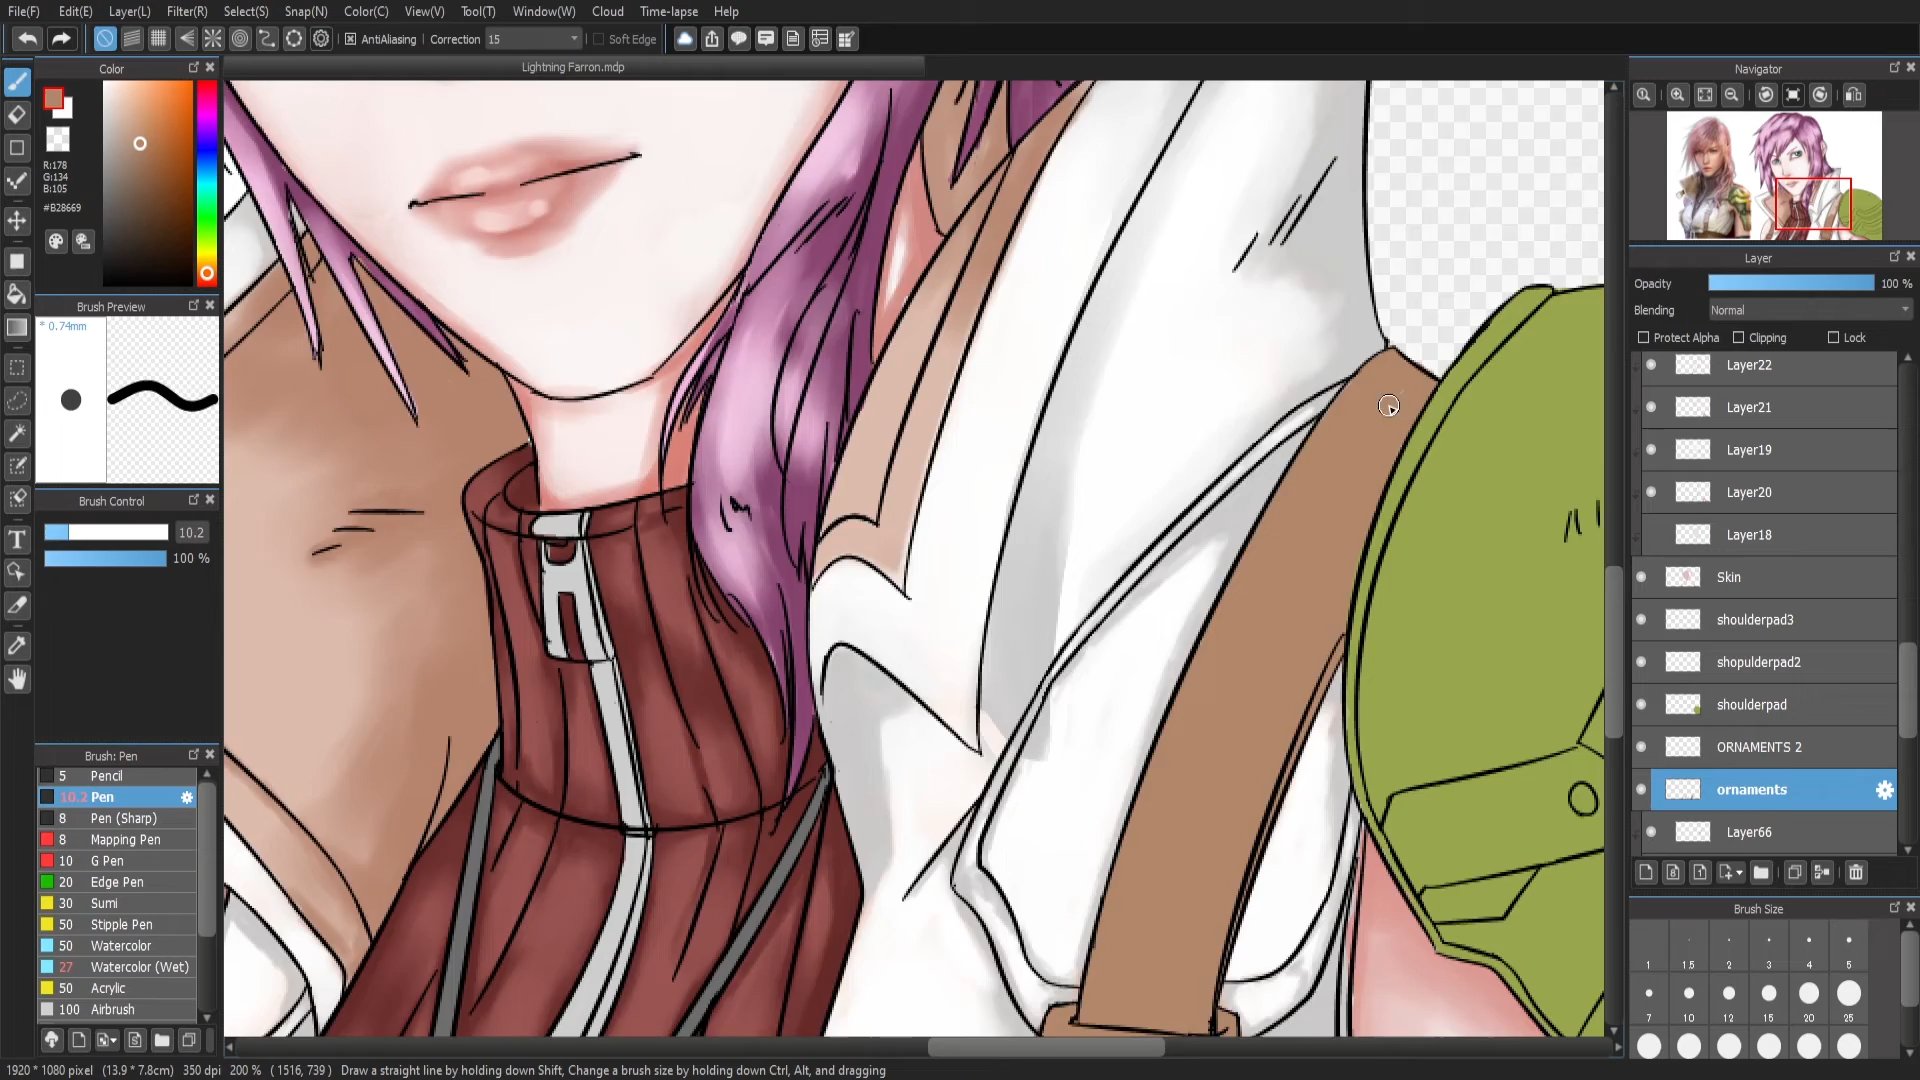 File(F) Edit(E) Layer(L) Filter(R) Select(S) Snap(N) Color(C) View(V) Tool(T) Window(W) Cloud Time-lapse Help
AntiAliasing Correction 15 Soft Edge
Color
Lightning Farron.mdp
Navigator
R:178
G:134
B:105
#B28669
Layer
Opacity 100 %
Brush Preview
Blending Normal
* 0.74mm
Protect Alpha Clipping Lock
Layer22
Layer21
Layer19
Brush Control
Layer20
10.2
Layer18
100 %
Skin
shoulderpad3
shopulderpad2
shoulderpad
ORNAMENTS 2
Brush: Pen
5 Pencil
ornaments
10.2 Pen
8 Pen (Sharp)
Layer66
8 Mapping Pen
10 G Pen
20 Edge Pen
30 Sumi
Brush Size
50 Stipple Pen
50 Watercolor
27 Watercolor (Wet)
1 1.5 2 3 4 5
50 Acrylic
100 Airbrush
7 10 12 15 20 25
1920 * 1080 pixel (13.9 * 7.8cm) 350 dpi 200 % ( 1516, 739 ) Draw a straight line by holding down Shift, Change a brush size by holding down Ctrl, Alt, and dragging